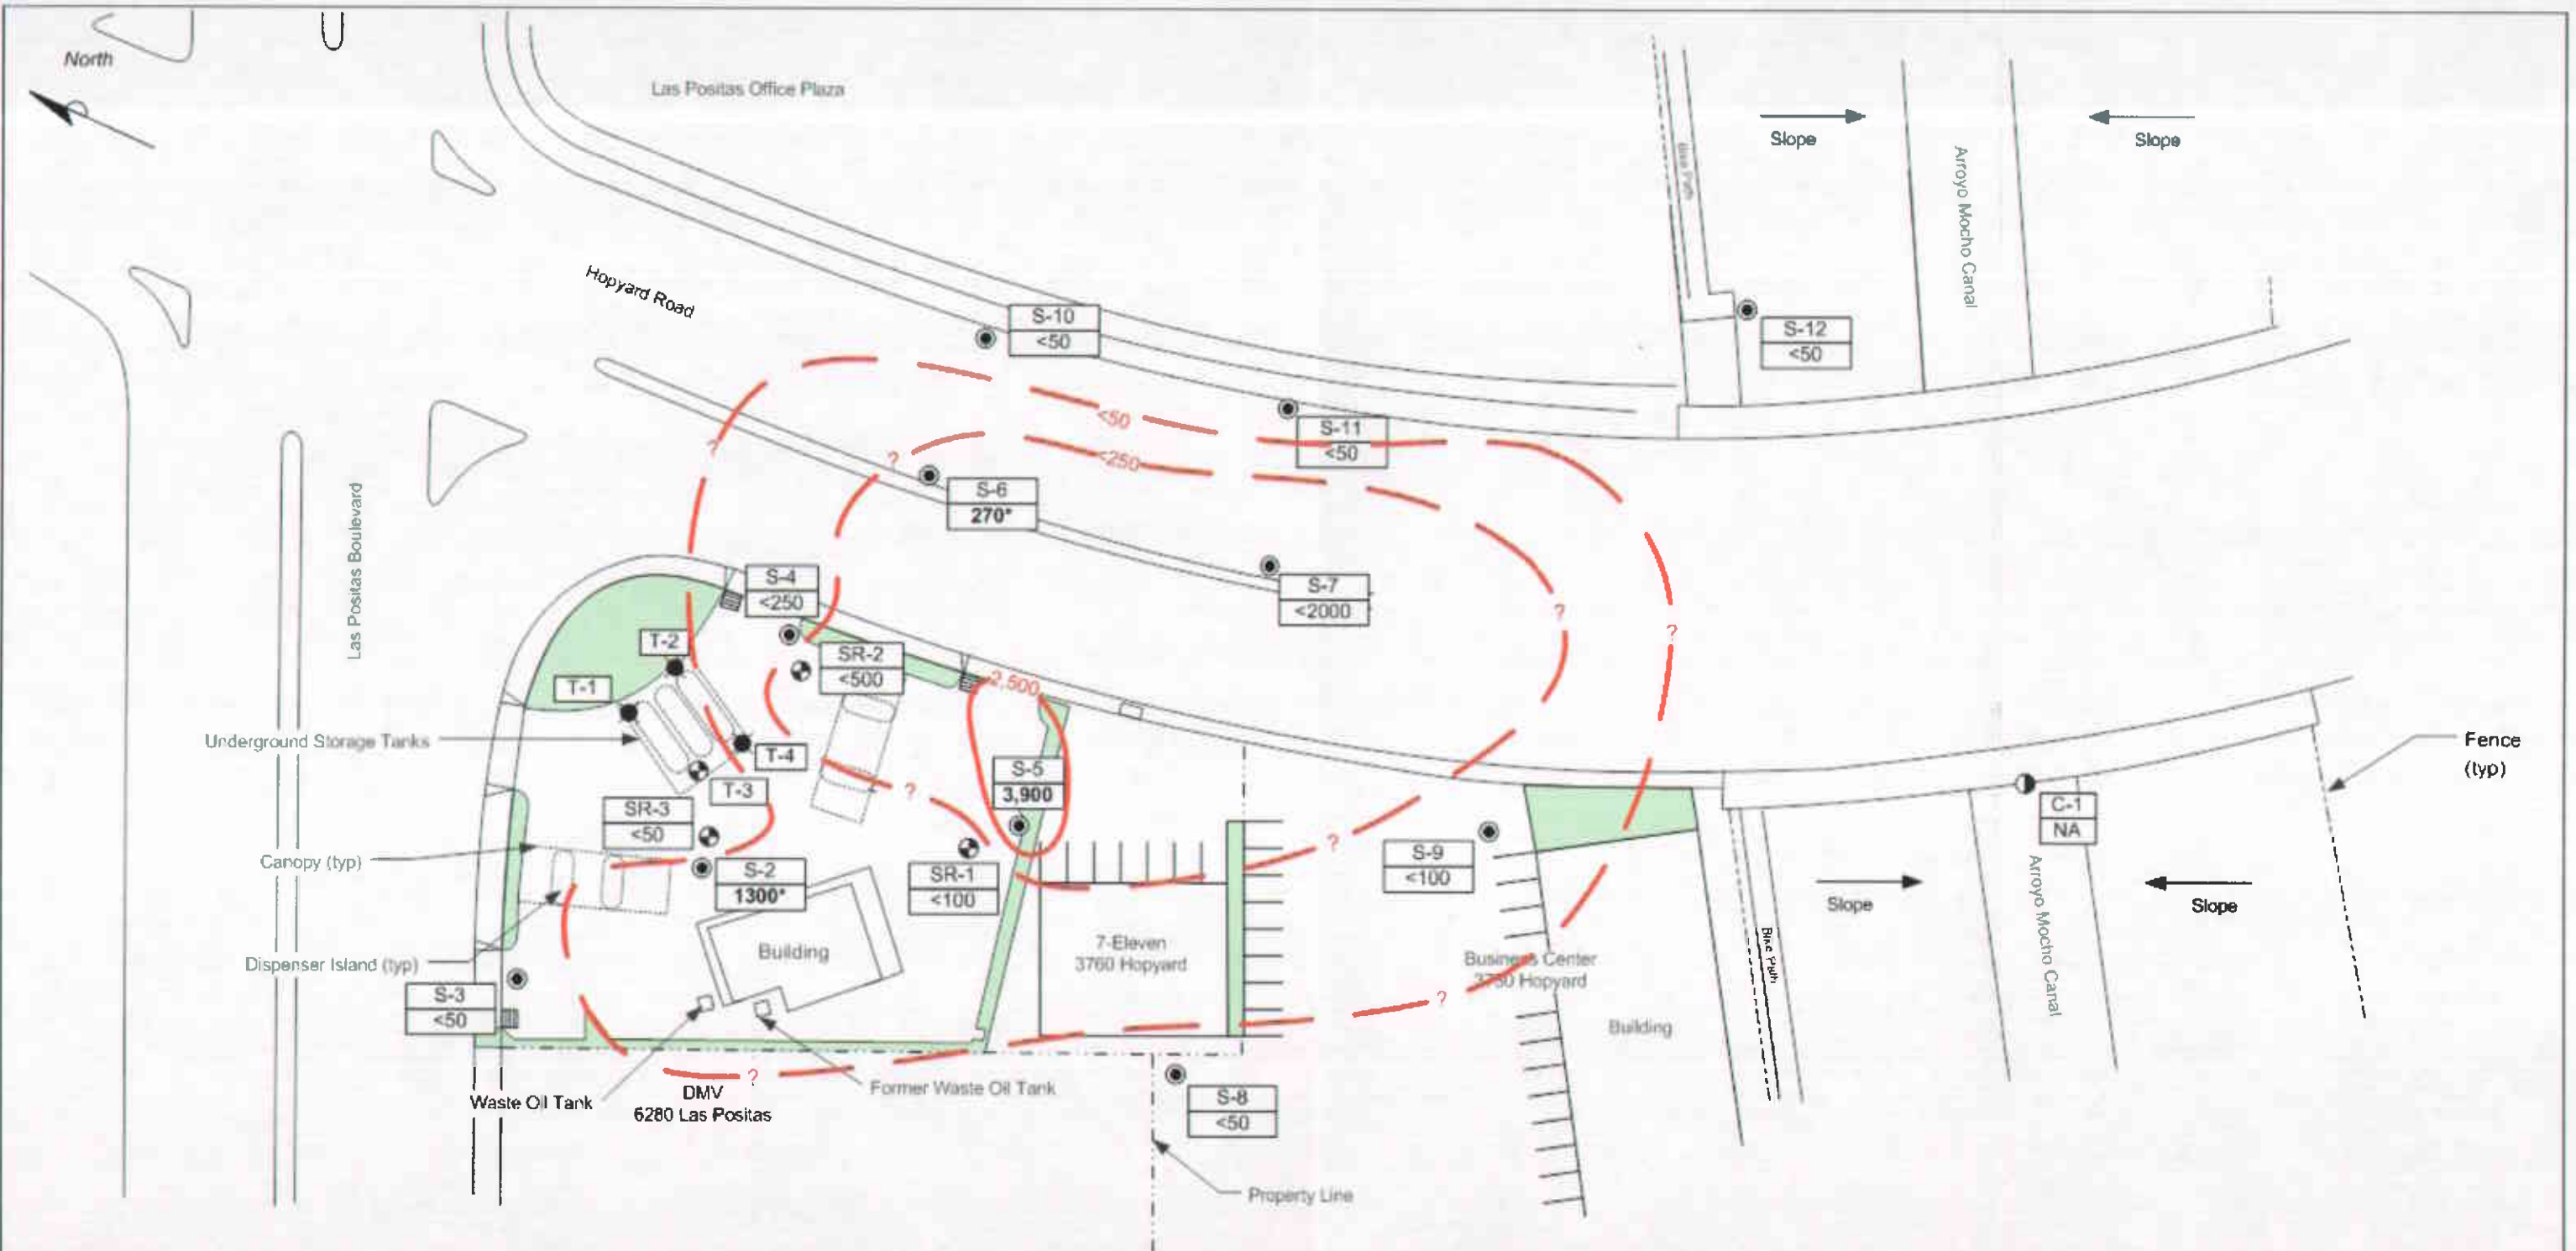 North
Las Positas Office Plaza
Slope
Slope
Bike Path
Arroyo Mocho Canal
Hopyard Road
S-10
<50
S-12
<50
<50
S-11
<50
?
?
<250
S-6
270*
Las Positas Boulevard
S-4
<250
S-7
<2000
?
?
T-2
SR-2
<500
T-1
2,500
Underground Storage Tanks
T-4
Fence
(typ)
S-5
3,900
?
T-3
SR-3
<50
C-1
NA
Canopy (typ)
?
S-9
<100
S-2
1300*
SR-1
<100
Slope
Slope
Arroyo Mocho Canal
Building
7-Eleven
3760 Hopyard
Bike Path
Business Center
3730 Hopyard
Dispenser Island (typ)
S-3
<50
?
Building
?
DMV
6280 Las Positas
Waste Oil Tank
Former Waste Oil Tank
S-8
<50
Property Line